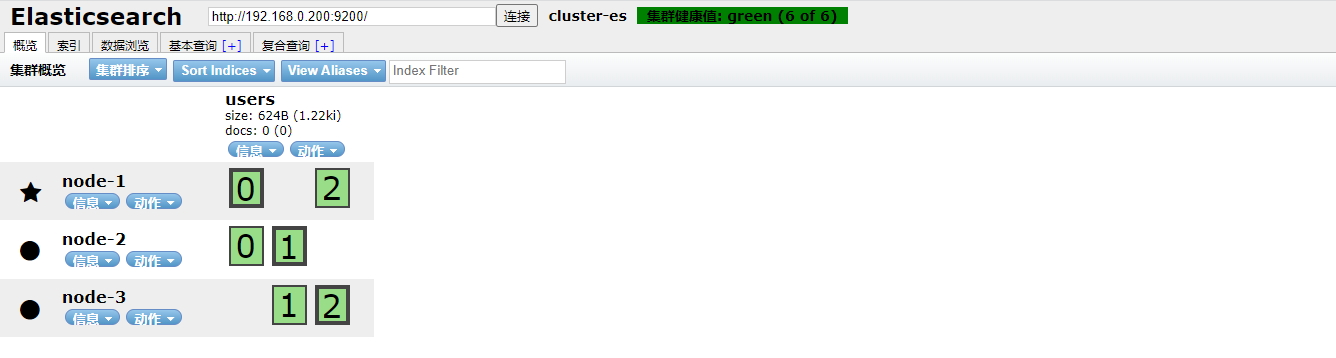 Elasticsearch http://192.168.0.200:9200/ 连接 cluster-es 集群健康值: green (6 of 6)
概览 索引 数据浏览 基本查询 [+] 复合查询 [+]
集群概览 集群排序 Sort Indices View Aliases Index Filter
users
size: 624B (1.22ki)
docs: 0 (0)
信息 动作
node-1 0 2
信息 动作
node-2 0 1
信息 动作
node-3 1 2
信息 动作